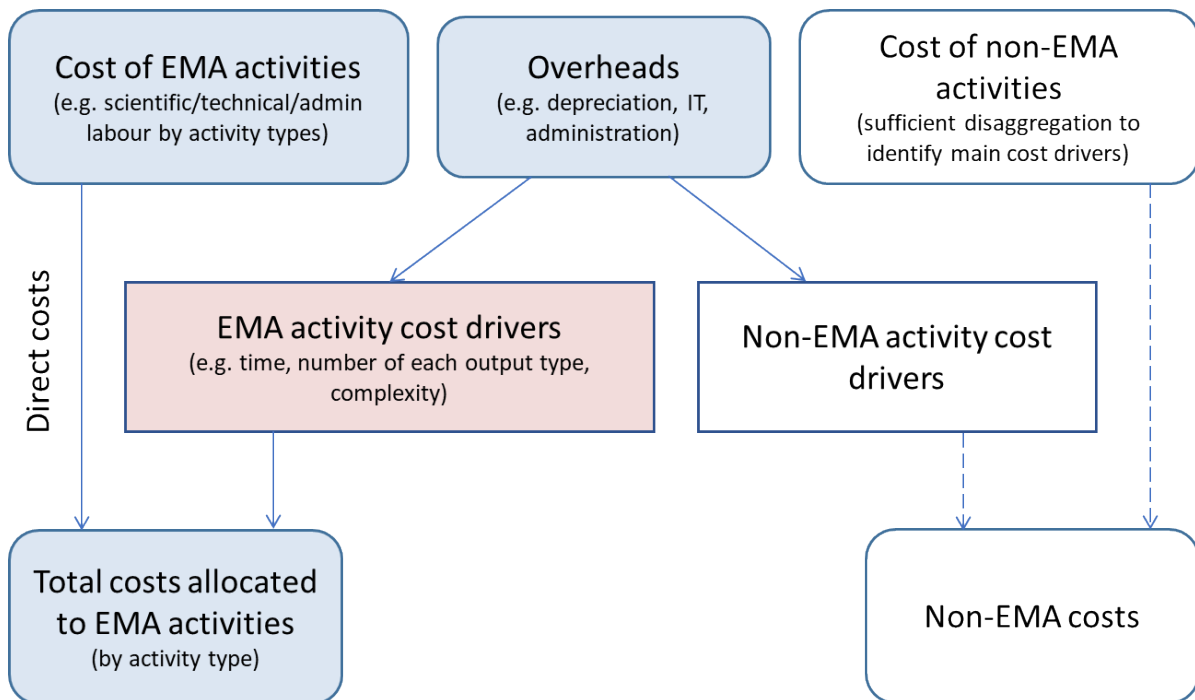 Cost of EMA activities
(e.g. scientific/technical/admin
labour by activity types)
Overheads
(e.g. depreciation, IT,
administration)
Cost of non-EMA
activities
(sufficient disaggregation to
identify main cost drivers)
Direct costs
EMA activity cost drivers
(e.g. time, number of each output type,
complexity)
Non-EMA activity cost
drivers
Total costs allocated
to EMA activities
(by activity type)
Non-EMA costs